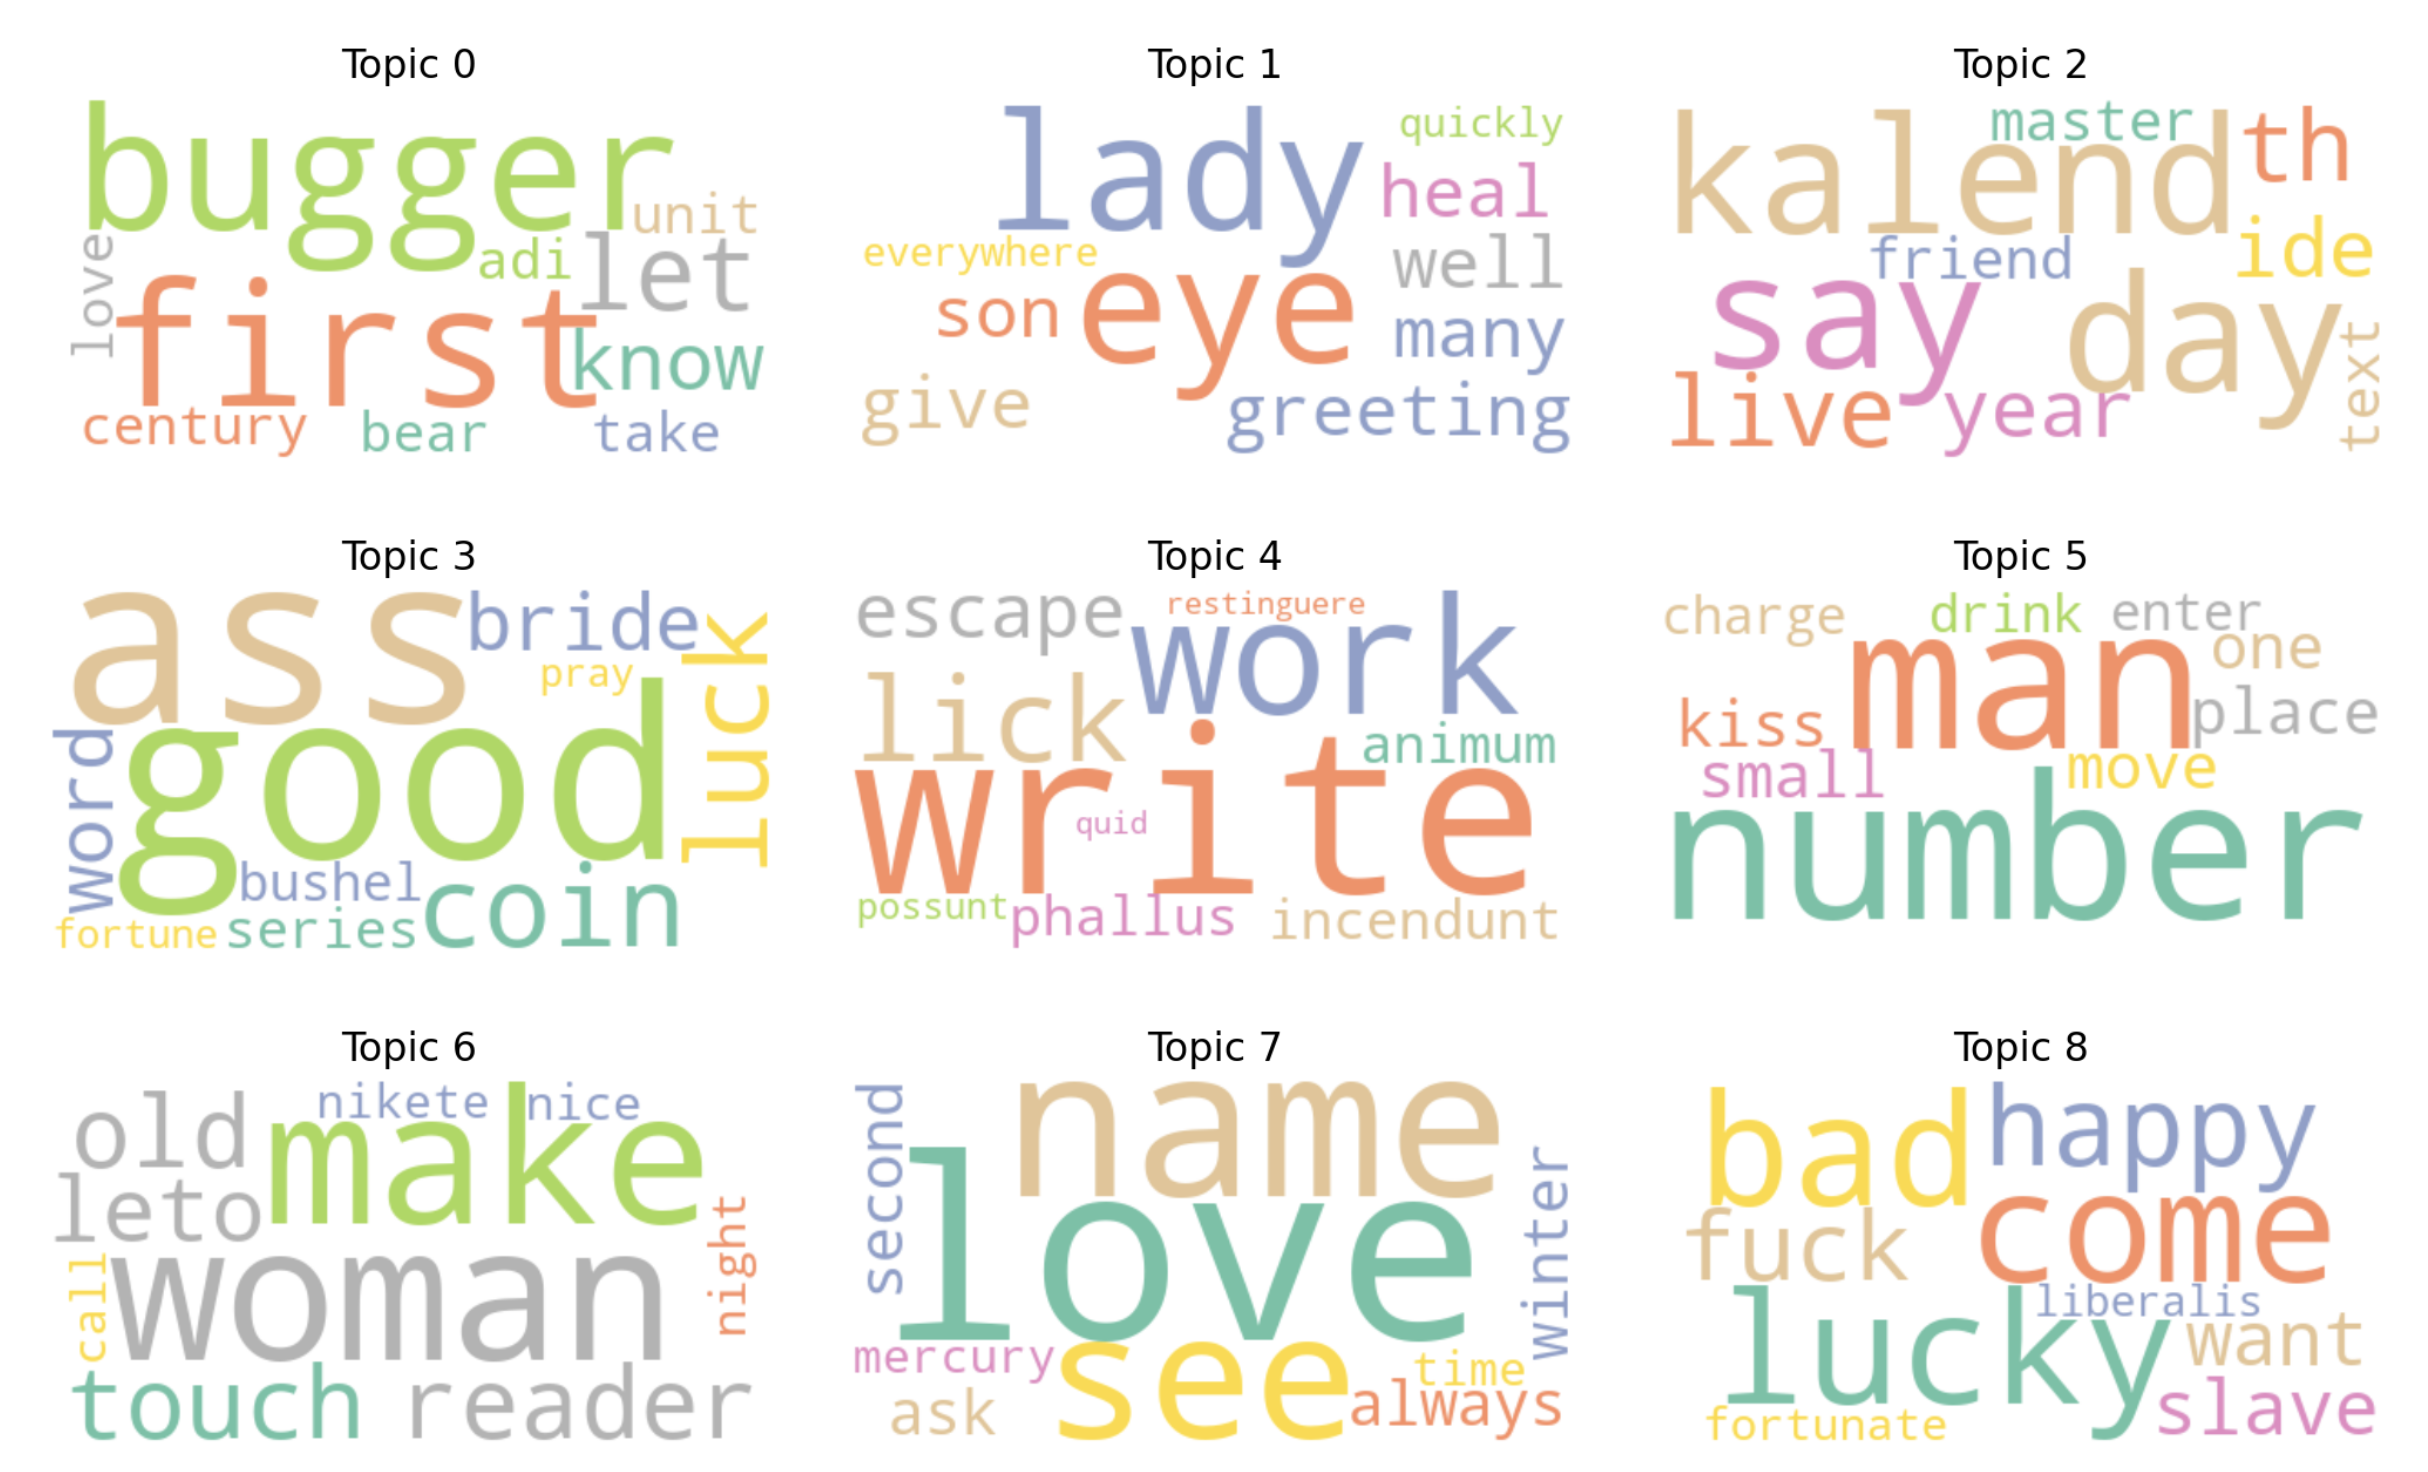 Topic 0
bugger
unit
love
adi
let
first
know
century
bear
take
Topic 1
lady
quickly
heal
everywhere
well
son
eye
many
give
greeting
Topic 2
kalend
master
th
friend
ide
say
day
live
year
text
Topic 3
ass
bride
pray
luck
word
good
bushel
coin
fortune
series
Topic 4
escape
restinguere
work
lick
animum
write
quid
possunt
phallus
incendunt
Topic 5
charge
drink
enter
man
one
kiss
place
small
move
number
Topic 6
old
nikete
nice
make
leto
night
call
woman
touch
reader
Topic 7
second
name
love
winter
mercury
see
time
ask
always
Topic 8
bad
happy
fuck
come
liberalis
lucky
want
fortunate
slave